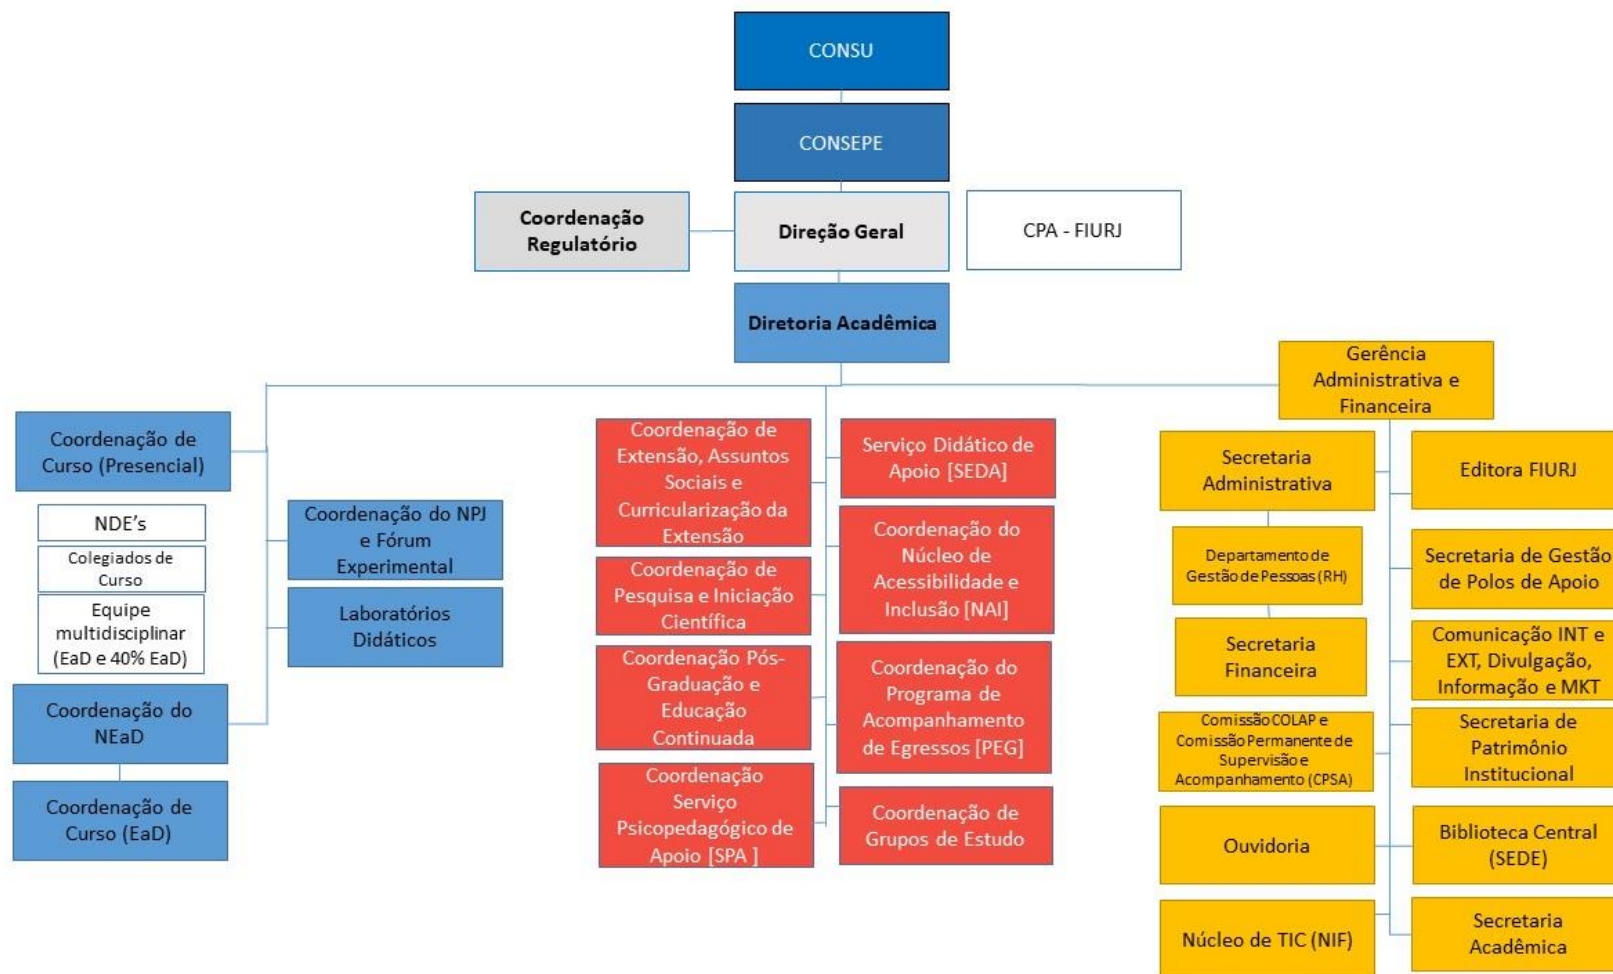 CONSU
CONSEPE
Coordenação
Regulatório
Direção Geral
CPA - FIURJ
Diretoria Acadêmica
Coordenação de
Curso (Presencial)
NDE's
Colegiados de
Curso
Equipe
multidisciplinar
(EaD e 40% EaD)
Coordenação do
NEaD
Coordenação de
Curso (EaD)
Coordenação do NPJ
e Fórum
Experimental
Laboratórios
Didáticos
Coordenação de
Extensão, Assuntos
Sociais e
Curricularização da
Extensão
Coordenação de
Pesquisa e Iniciação
Científica
Coordenação Pós-
Graduação e
Educação
Continuada
Coordenação
Serviço
Psicopedagógico de
Apoio [SPA ]
Serviço Didático de
Apoio [SEDA]
Coordenação do
Núcleo de
Acessibilidade e
Inclusão [NAI]
Coordenação do
Programa de
Acompanhamento
de Egressos [PEG]
Coordenação de
Grupos de Estudo
Gerência
Administrativa e
Financeira
Secretaria
Administrativa
Departamento de
Gestão de Pessoas (RH)
Secretaria
Financeira
Comissão COLAP e
Comissão Permanente de
Supervisão e
Acompanhamento (CPSA)
Ouvidoria
Núcleo de TIC (NIF)
Editora FIURJ
Secretaria de Gestão
de Polos de Apoio
Comunicação INT e
EXT, Divulgação,
Informação e MKT
Secretaria de
Patrimônio
Institucional
Biblioteca Central
(SEDE)
Secretaria
Acadêmica